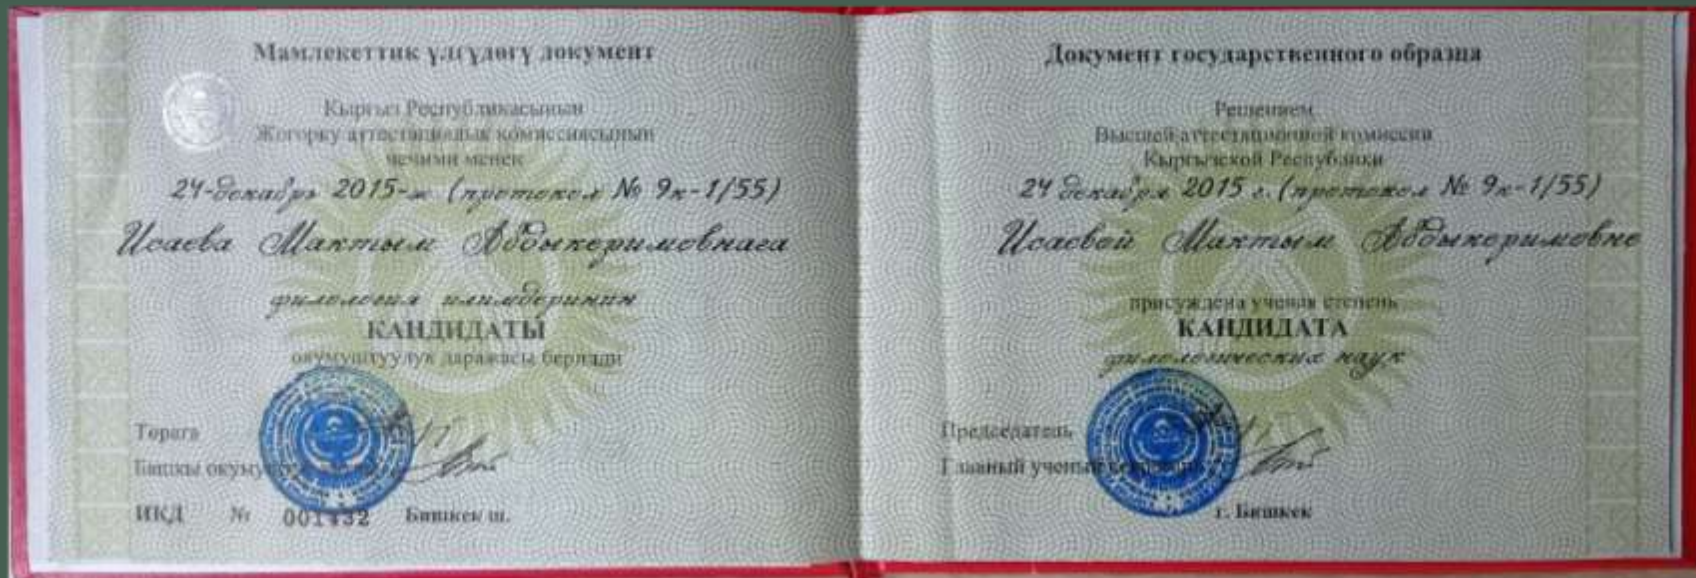 Мамлекеттик үлгүдөгү документ
Кыргыз Республикасынын
Жогорку аттестациялык комиссиясынын
чечими менен
24-декабрь 2015-ж. (протокол № 9к-1/55)
Исаева Мактым Абдыкеримовнага
филология илимдеринин
КАНДИДАТЫ
окумуштуулук даражасы берилди
Төрага
Башкы
ИКД № 001432 Бишкек ш.
Документ государственного образца
Решением
Высшей аттестационной комиссии
Кыргызской Республики
24 декабря 2015 г. (протокол № 9к-1/55)
Исаевой Мактым Абдыкеримовне
присуждена ученая степень
КАНДИДАТА
филологических наук
Председатель
Главный ученый
г. Бишкек